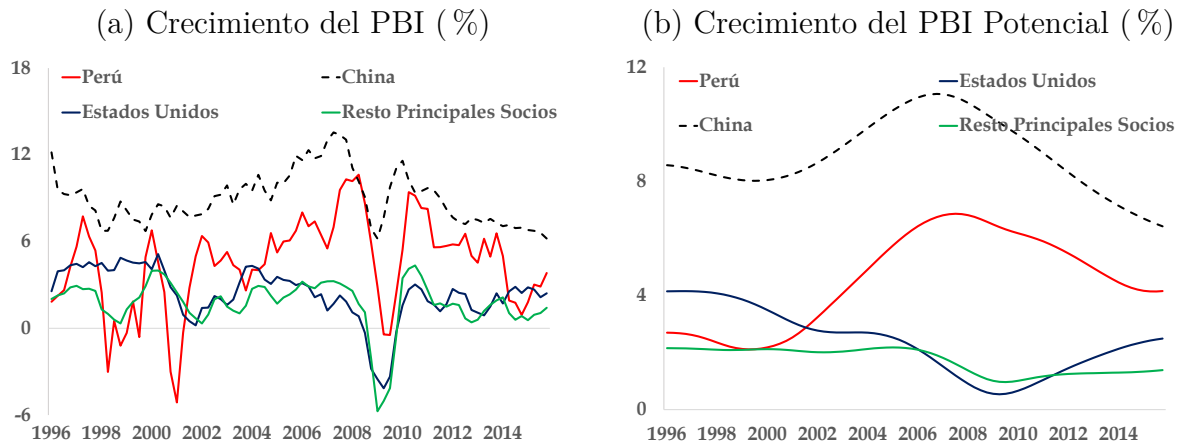 (a) Crecimiento del PBI (%)
18
Perú
China
Estados Unidos
Resto Principales Socios
12
6
0
-6
1996 1998 2000 2002 2004 2006 2008 2010 2012 2014
(b) Crecimiento del PBI Potencial (%)
12
Perú
Estados Unidos
China
Resto Principales Socios
8
4
0
1996 1998 2000 2002 2004 2006 2008 2010 2012 2014